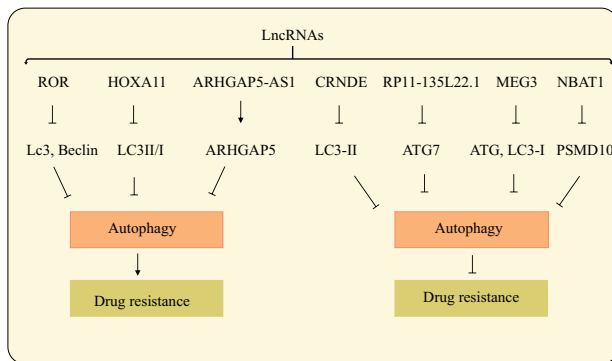 LncRNAs
ROR HOXA11 ARHGAP5-AS1 CRNDE RP11-135L22.1 MEG3 NBAT1
Lc3, Beclin LC3II/I ARHGAP5 LC3-II ATG7 ATG, LC3-I PSMD10
Autophagy Autophagy
Drug resistance Drug resistance